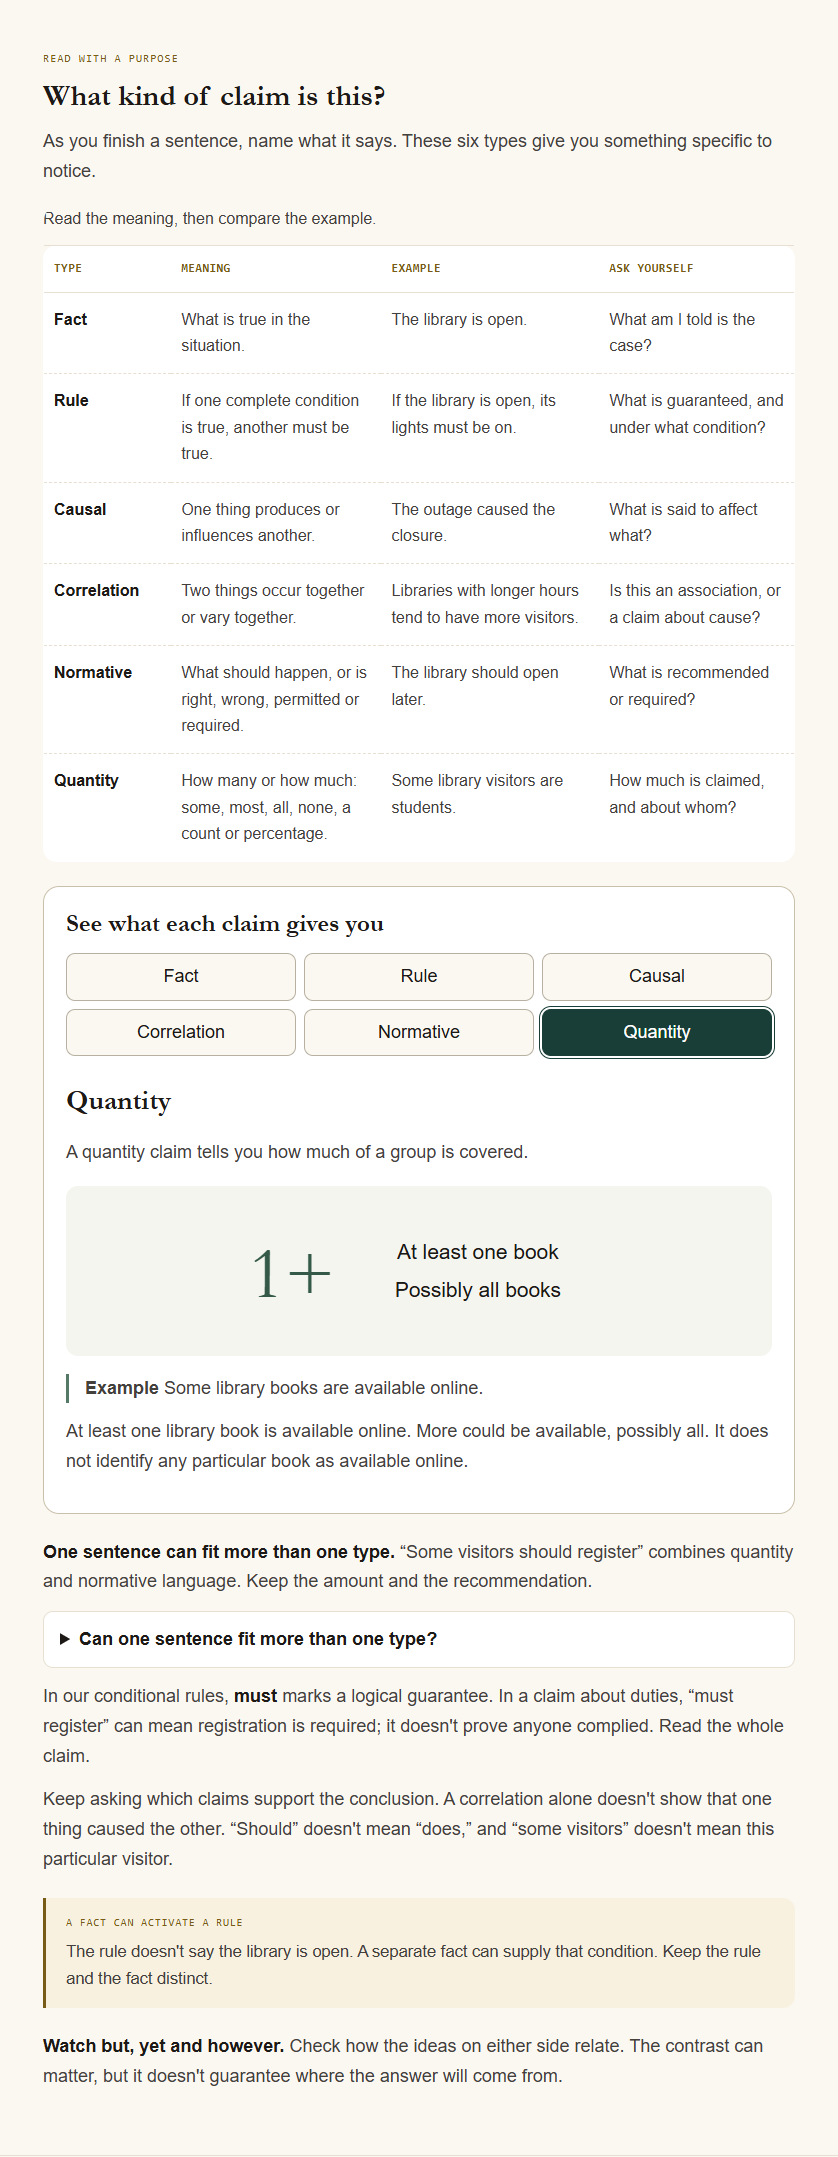 READ WITH A PURPOSE
What kind of claim is this?
As you finish a sentence, name what it says. These six types give you something specific to
notice.
Read the meaning, then compare the example.
TYPE MEANING EXAMPLE ASK YOURSELF
Fact
What is true in the
situation.
The library is open.
What am I told is the
case?
Rule
If one complete condition
is true, another must be
true.
If the library is open, its
lights must be on.
What is guaranteed, and
under what condition?
Causal
One thing produces or
influences another.
The outage caused the
closure.
What is said to affect
what?
Correlation
Two things occur together
or vary together.
Libraries with longer hours
tend to have more visitors.
Is this an association, or
a claim about cause?
Normative
What should happen, or is
right, wrong, permitted or
required.
The library should open
later.
What is recommended
or required?
Quantity
How many or how much:
some, most, all, none, a
count or percentage.
Some library visitors are
students.
How much is claimed,
and about whom?
See what each claim gives you
Fact Rule Causal
Correlation Normative Quantity
Quantity
A quantity claim tells you how much of a group is covered.
1+
At least one book
Possibly all books
Example Some library books are available online.
At least one library book is available online. More could be available, possibly all. It does
not identify any particular book as available online.
One sentence can fit more than one type. “Some visitors should register” combines quantity
and normative language. Keep the amount and the recommendation.
▶ Can one sentence fit more than one type?
In our conditional rules, must marks a logical guarantee. In a claim about duties, “must
register” can mean registration is required; it doesn't prove anyone complied. Read the whole
claim.
Keep asking which claims support the conclusion. A correlation alone doesn't show that one
thing caused the other. “Should” doesn't mean “does,” and “some visitors” doesn't mean this
particular visitor.
A FACT CAN ACTIVATE A RULE
The rule doesn't say the library is open. A separate fact can supply that condition. Keep the rule
and the fact distinct.
Watch but, yet and however. Check how the ideas on either side relate. The contrast can
matter, but it doesn't guarantee where the answer will come from.